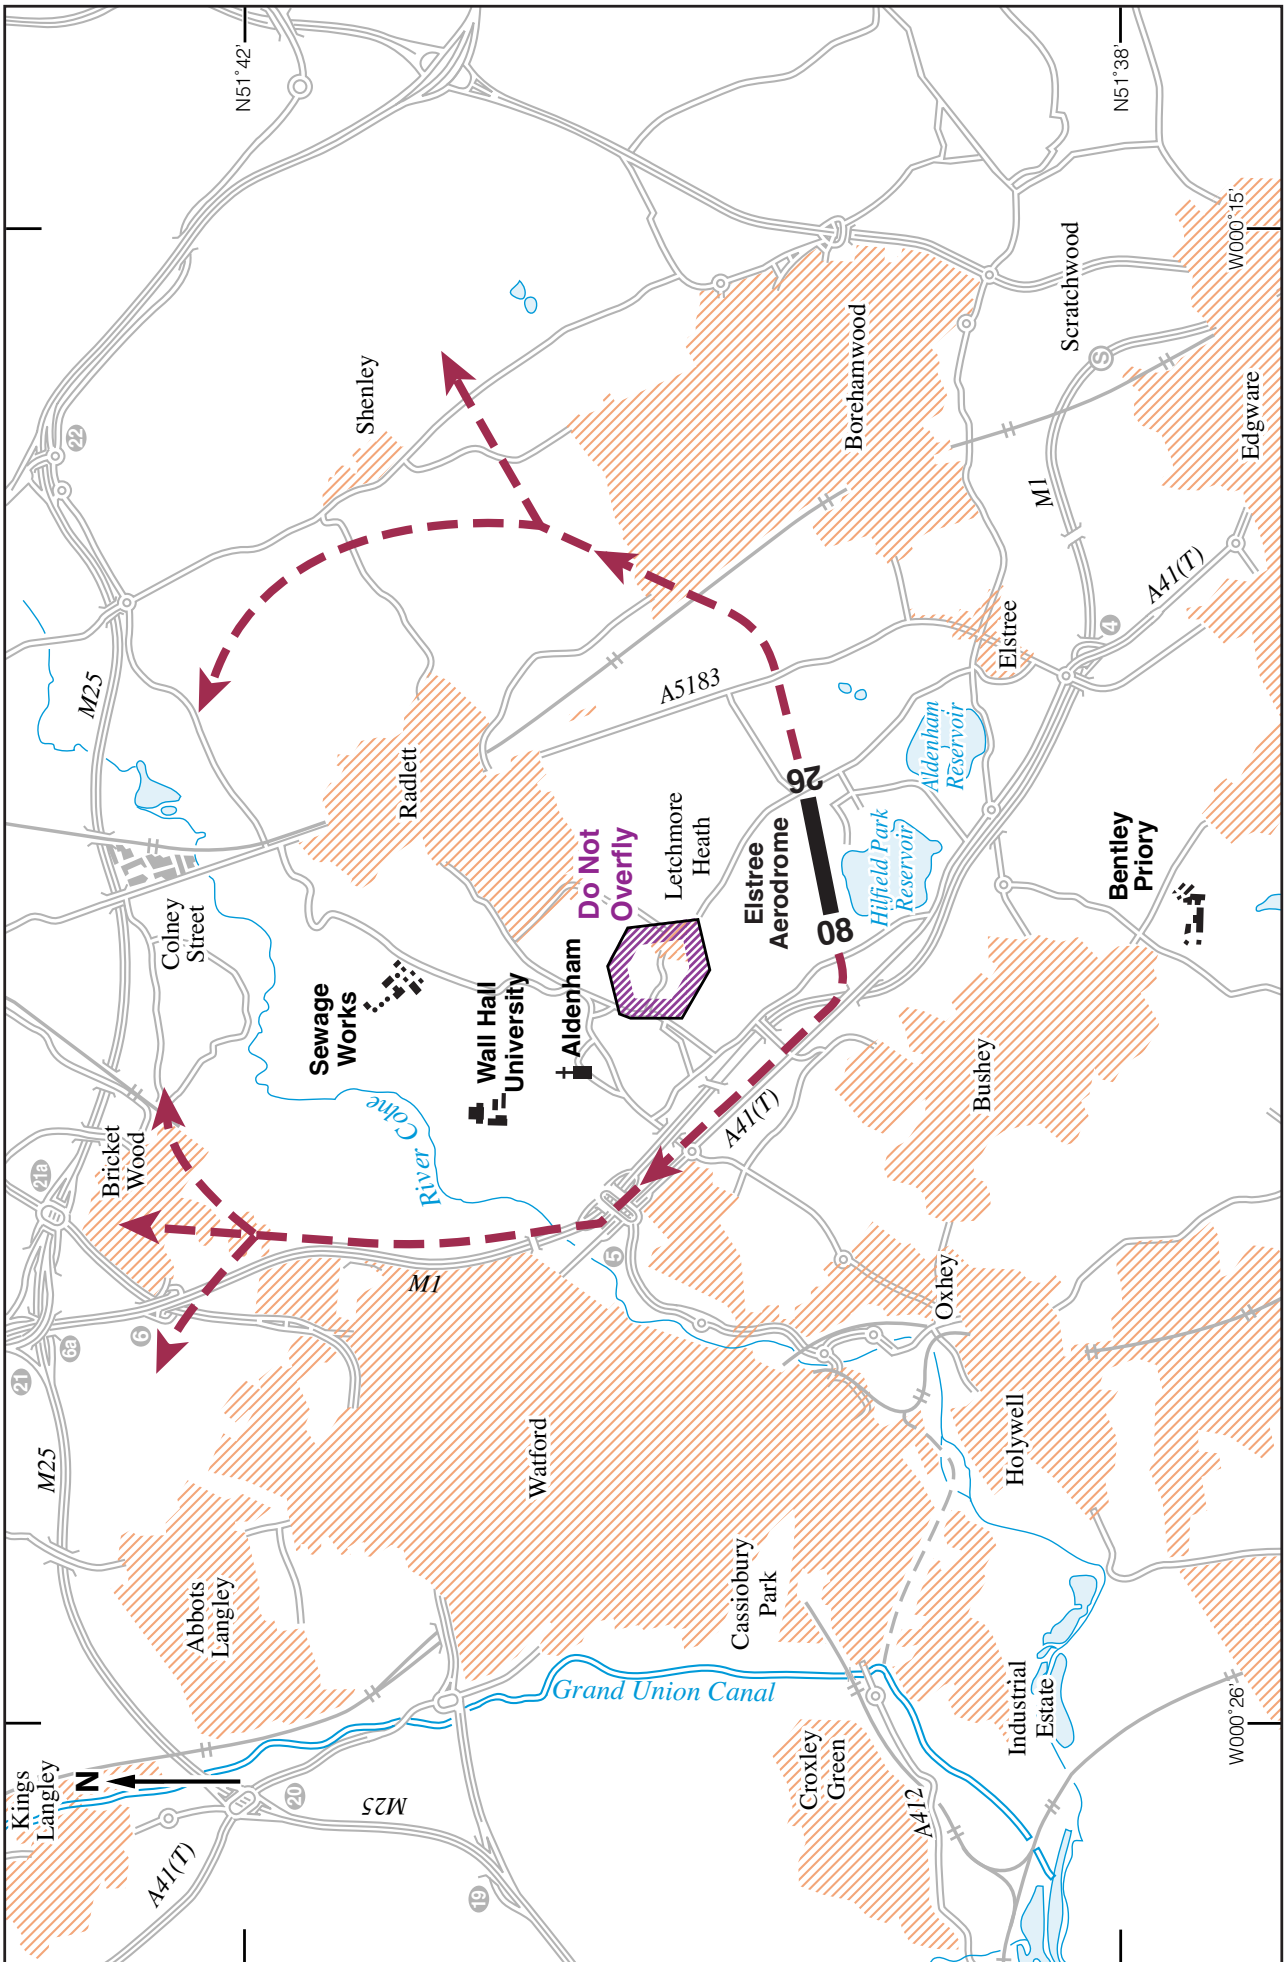 N51˚42'
N51˚38'
W000˚15'
22
Shenley
Borehamwood
Scratchwood
S
Edgware
M1
A41(T)
4
Elstree
M25
A5183
Radlett
Aldenham
Reservoir
26
Letchmore
Heath
Do Not
Overfly
Elstree
Aerodrome
Hilfield Park
Reservoir
08
Bentley
Priory
Colney
Street
Sewage
Works
Wall Hall
University
Aldenham
River Colne
A41(T)
Bushey
Bricket
Wood
21a
M1
5
Oxhey
6
6a
21
M25
Watford
Holywell
Abbots
Langley
Cassiobury
Park
Grand Union Canal
Industrial
Estate
W000˚26'
Kings
Langley
N
20
M25
Croxley
Green
A412
A41(T)
19